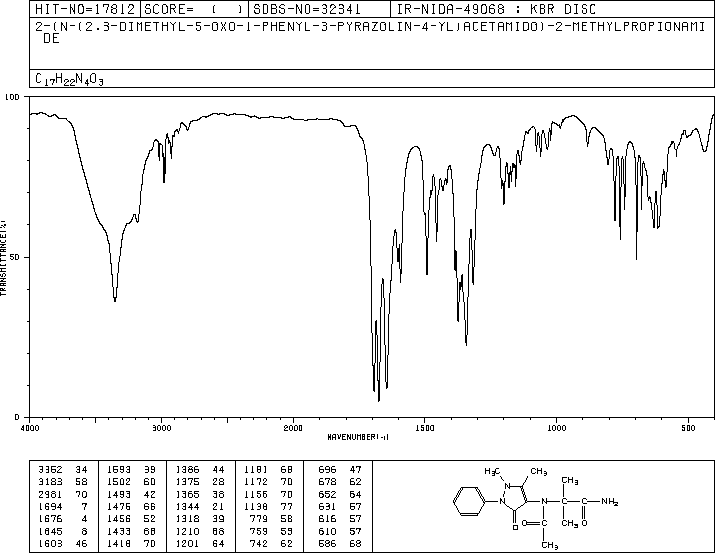 HIT-NO=17812 SCORE= ( ) SDBS-NO=32341 IR-NIDA-49068 : KBR DISC
2-(N-(2,3-DIMETHYL-5-OXO-1-PHENYL-3-PYRAZOLIN-4-YL)ACETAMIDO)-2-METHYLPROPIONAMI
DE
C17H22N4O3
100
TRANSMITTANCE(%)
50
0
4000 3000 2000 1500 1000 500
WAVENUMBER(-1)
3352 34 1593 39 1386 44 1181 68 696 47
3183 58 1502 60 1375 28 1172 70 678 62
2981 70 1493 42 1365 38 1156 70 652 64
1694 7 1475 66 1344 21 1138 77 631 57
1676 4 1456 52 1318 39 779 58 616 57
1645 8 1433 68 1210 68 759 53 610 57
1603 46 1418 70 1201 64 742 62 586 68
H3C CH3
N
N
O
N
O
CH3
CH3
CH3
O
NH2